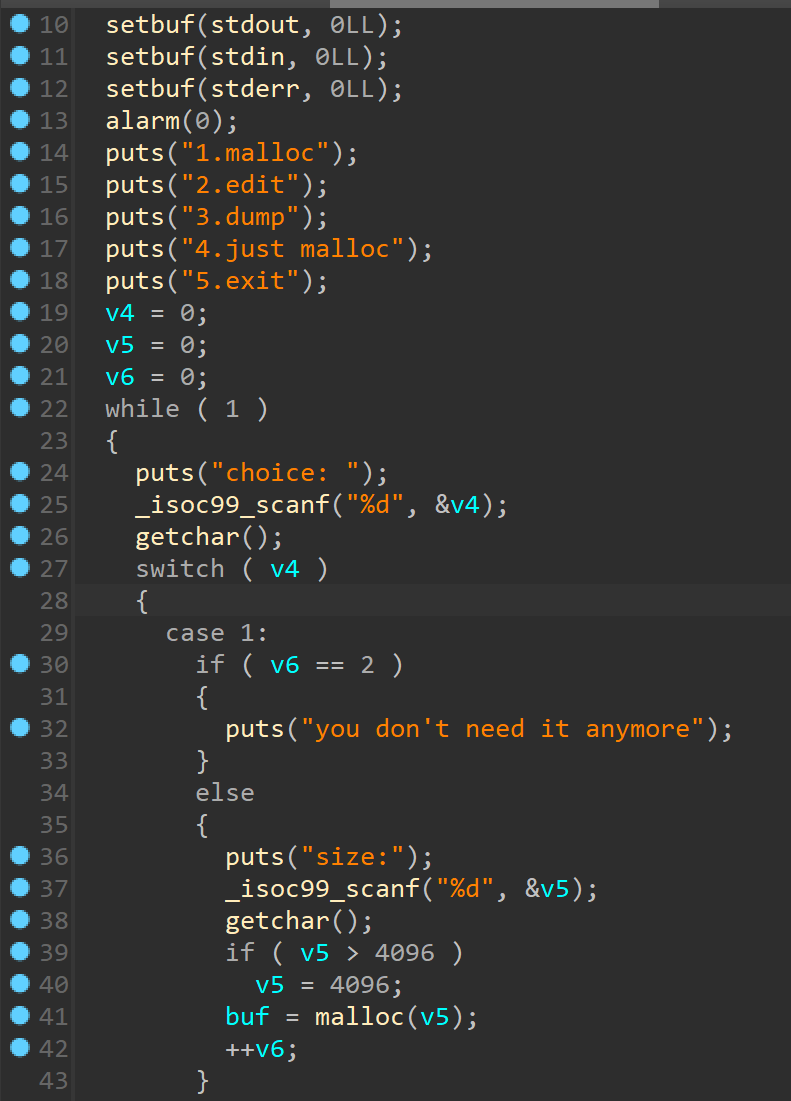 10 setbuf(stdout, 0LL);
11 setbuf(stdin, 0LL);
12 setbuf(stderr, 0LL);
13 alarm(0);
14 puts("1.malloc");
15 puts("2.edit");
16 puts("3.dump");
17 puts("4.just malloc");
18 puts("5.exit");
19 v4 = 0;
20 v5 = 0;
21 v6 = 0;
22 while ( 1 )
23 {
24 puts("choice: ");
25 _isoc99_scanf("%d", &v4);
26 getchar();
27 switch ( v4 )
28 {
29 case 1:
30 if ( v6 == 2 )
31 {
32 puts("you don't need it anymore");
33 }
34 else
35 {
36 puts("size:");
37 _isoc99_scanf("%d", &v5);
38 getchar();
39 if ( v5 > 4096 )
40 v5 = 4096;
41 buf = malloc(v5);
42 ++v6;
43 }